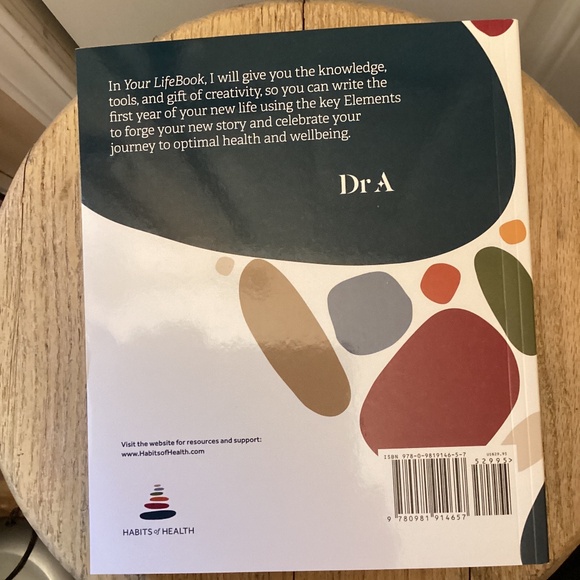 In Your LifeBook, I will give you the knowledge,
tools, and gift of creativity, so you can write the
first year of your new life using the key Elements
to forge your new story and celebrate your
journey to optimal health and wellbeing.
Dr A
Visit the website for resources and support:
www.HabitsofHealth.com
HABITS of HEALTH
ISBN 978-0-9819146-5-7
US$29.95
52995>
9 780981 914657